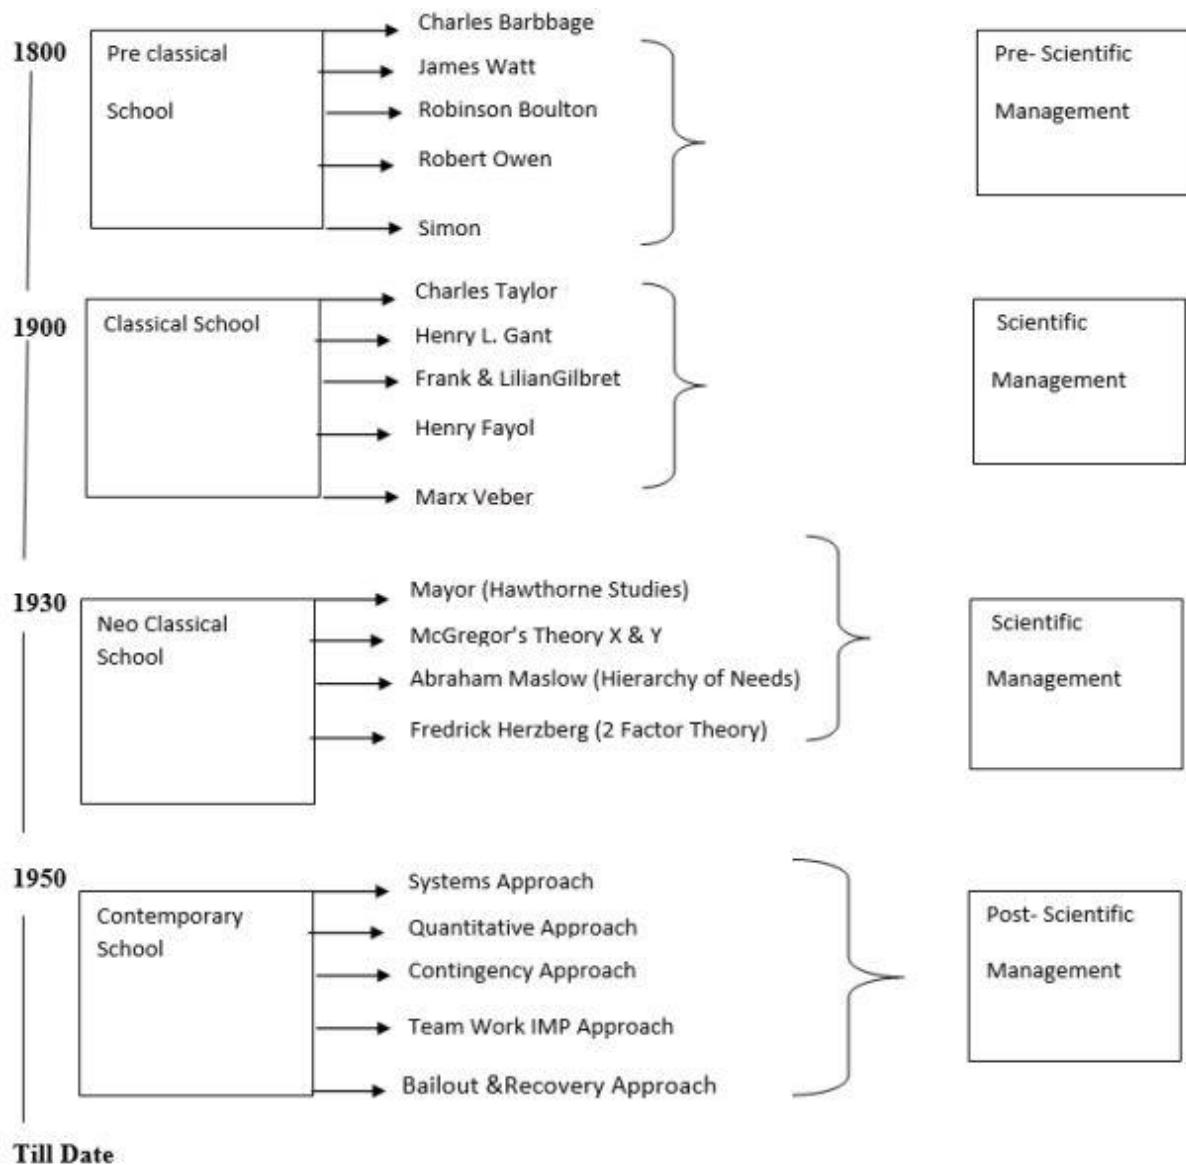 1800
Pre classical
School
Charles Barbbage
James Watt
Robinson Boulton
Robert Owen
Simon
Pre- Scientific
Management
1900
Classical School
Charles Taylor
Henry L. Gant
Frank & LilianGilbret
Henry Fayol
Marx Veber
Scientific
Management
1930
Neo Classical
School
Mayor (Hawthorne Studies)
McGregor's Theory X & Y
Abraham Maslow (Hierarchy of Needs)
Fredrick Herzberg (2 Factor Theory)
Scientific
Management
1950
Contemporary
School
Systems Approach
Quantitative Approach
Contingency Approach
Team Work IMP Approach
Bailout &Recovery Approach
Post- Scientific
Management
Till Date